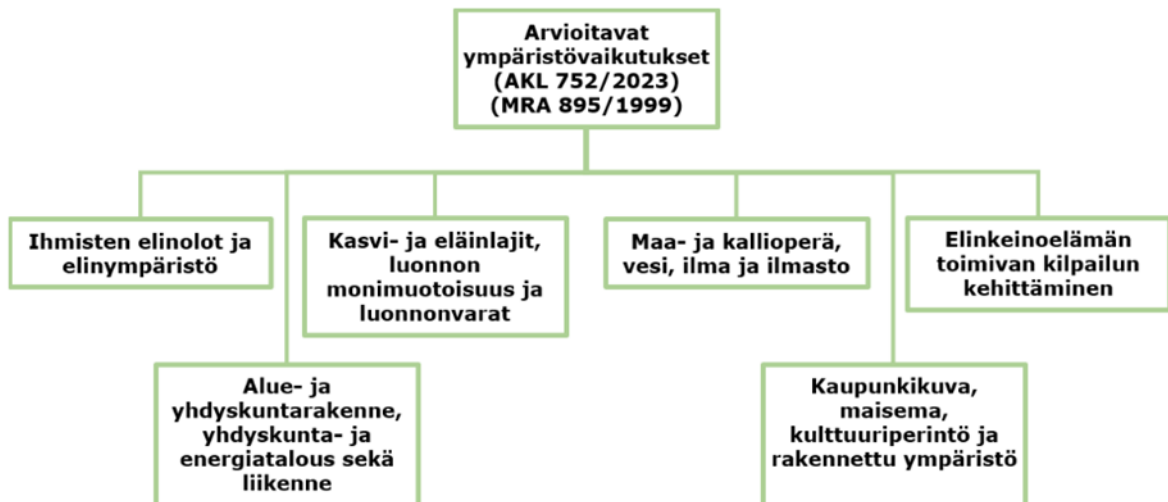 Arvioitavat
ympäristövaikutukset
(AKL 752/2023)
(MRA 895/1999)
Ihmisten elinolot ja
elinympäristö
Kasvi- ja eläinlajit,
luonnon
monimuotoisuus ja
luonnonvarat
Maa- ja kallioperä,
vesi, ilma ja ilmasto
Elinkeinoelämän
toimivan kilpailun
kehittäminen
Alue- ja
yhdyskuntarakenne,
yhdyskunta- ja
energiatalous sekä
liikenne
Kaupunkikuva,
maisema,
kulttuuriperintö ja
rakennettu ympäristö